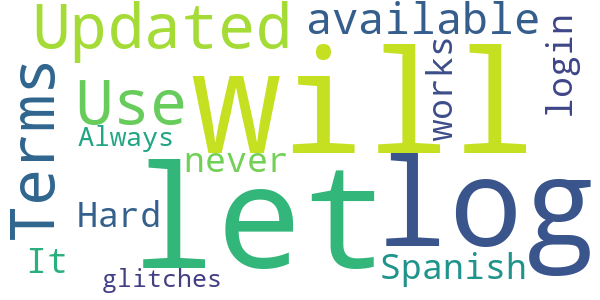 Updated
available
login
Terms
Use
Will
works
Always
never
let
log
Hard
It
Spanish
glitches